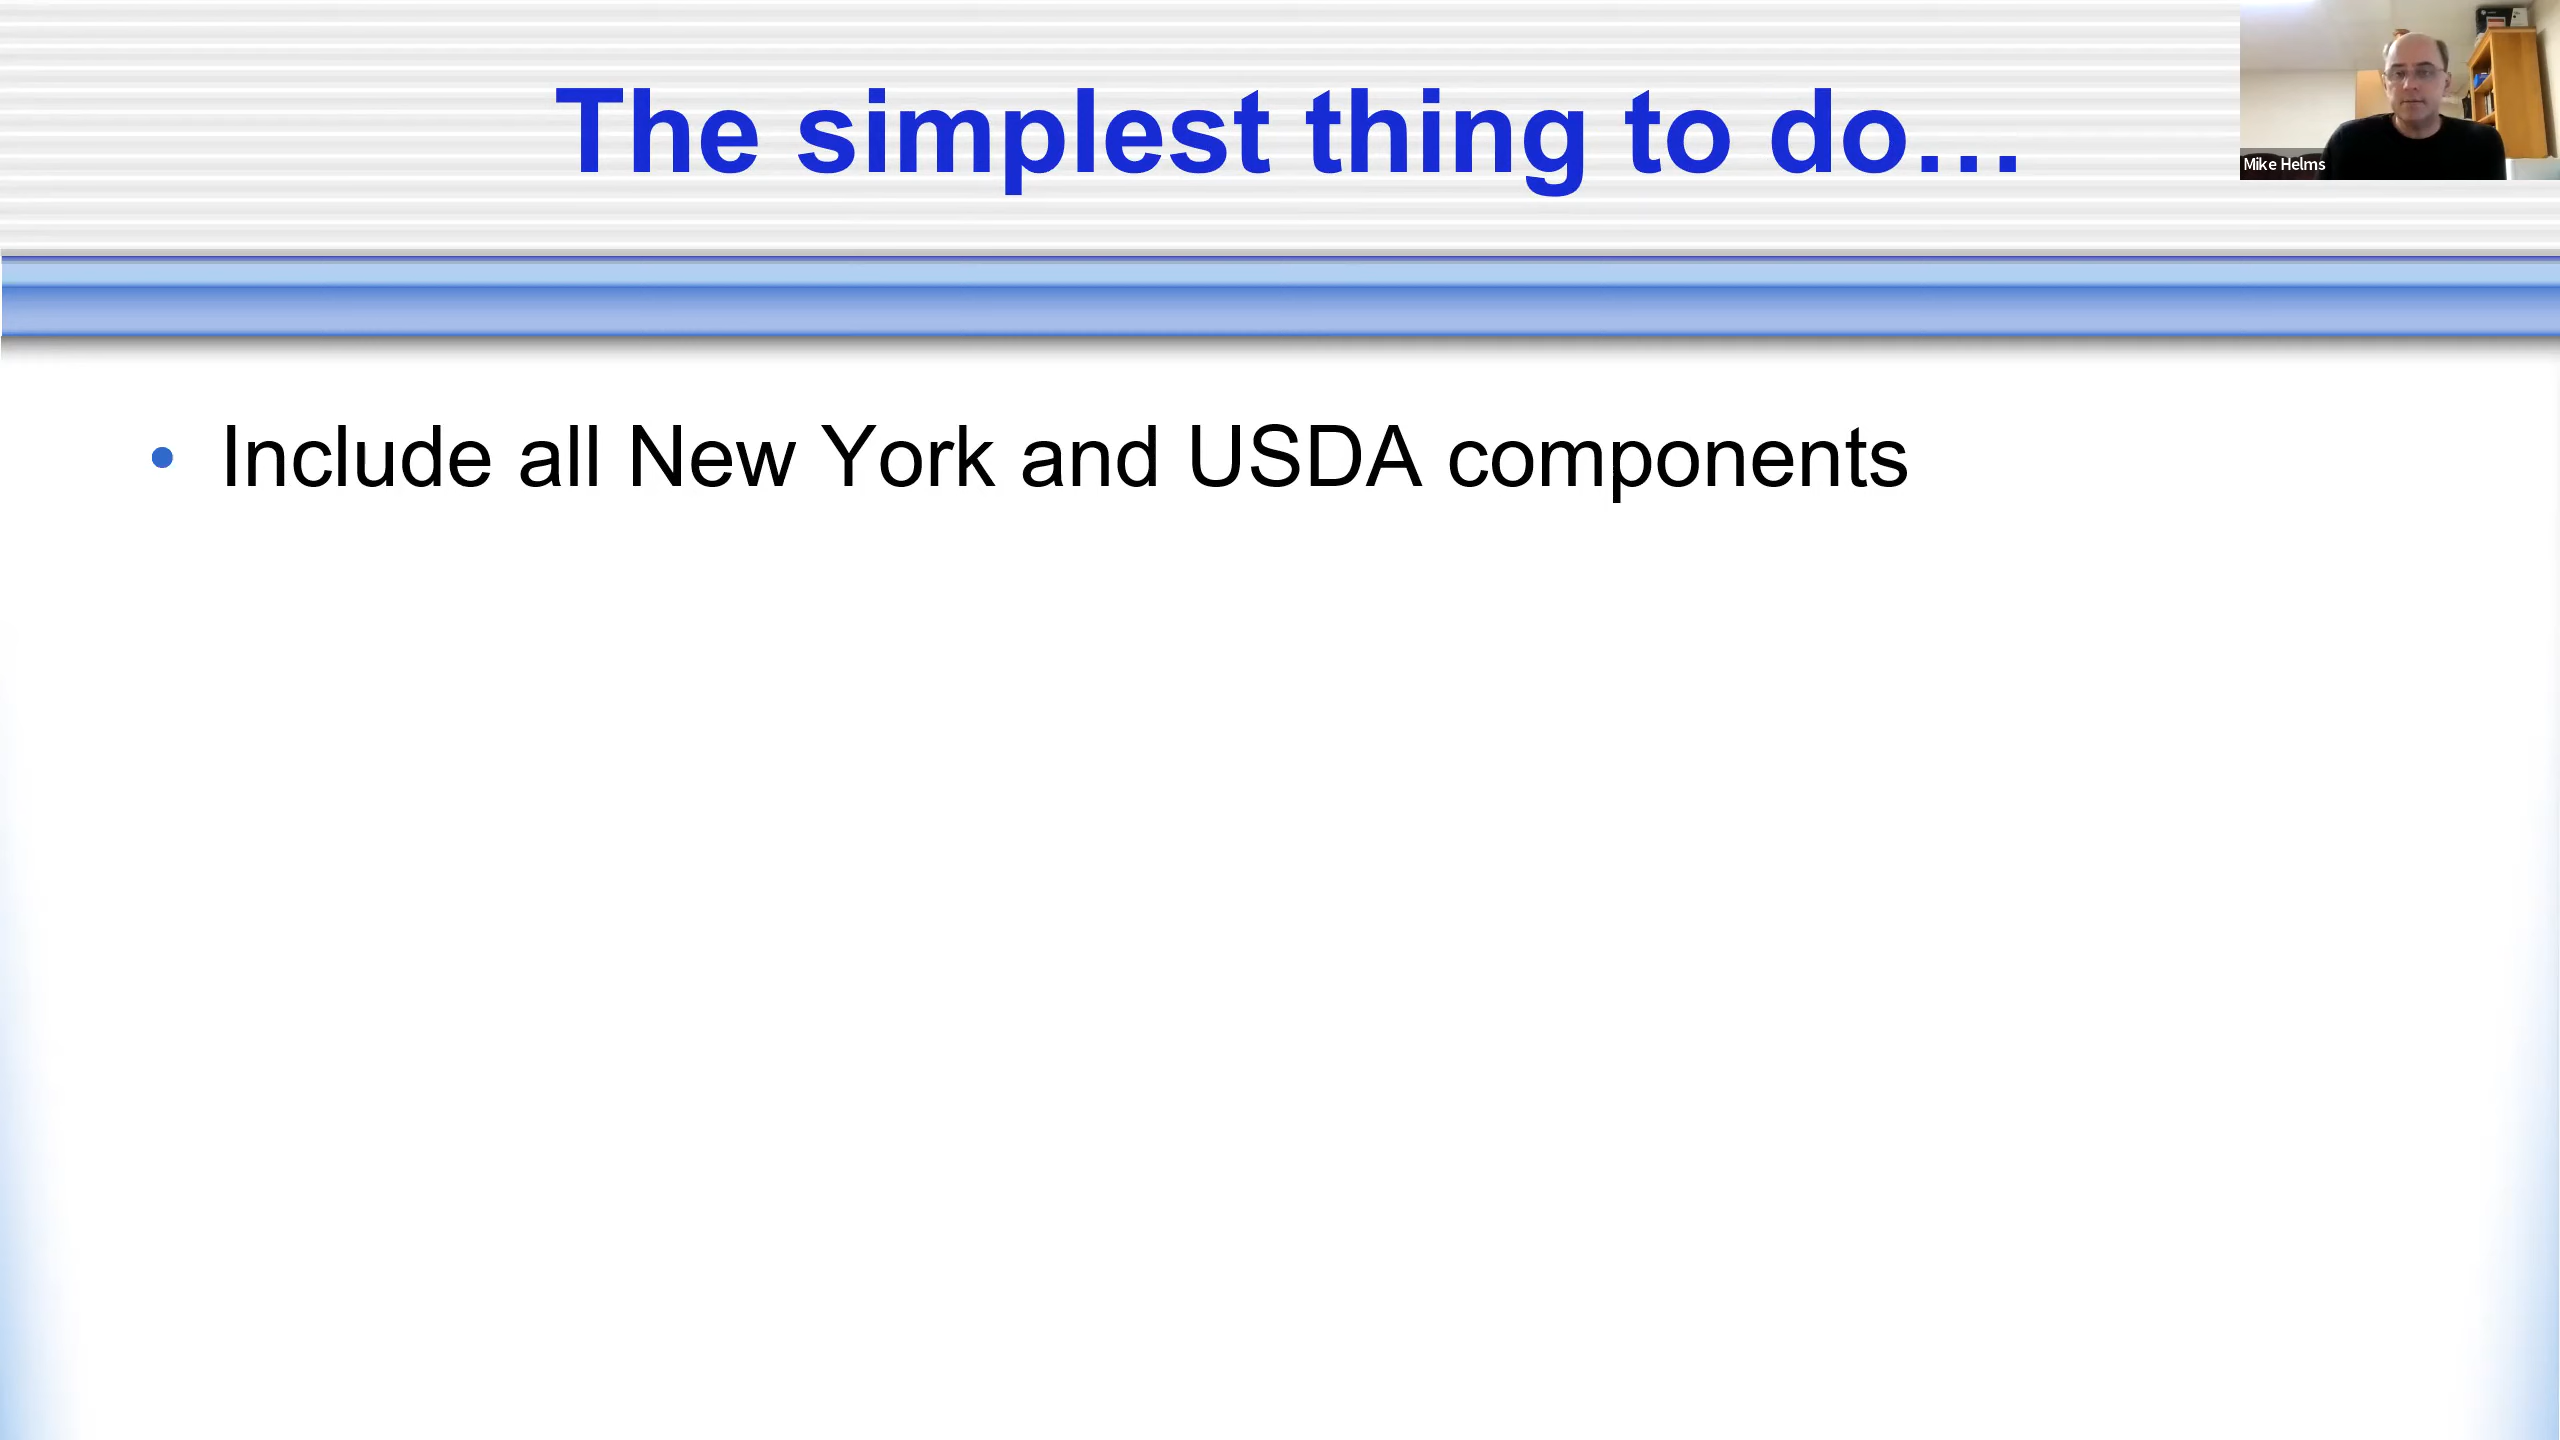 The simplest thing to do…
Mike Helms
• Include all New York and USDA components